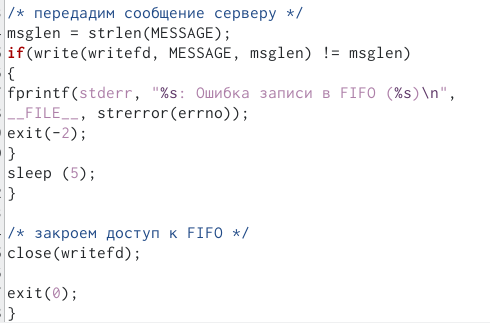 /* передадим сообщение серверу */
msglen = strlen(MESSAGE);
if(write(writefd, MESSAGE, msglen) != msglen)
{
fprintf(stderr, "%s: Ошибка записи в FIFO (%s)\n",
__FILE__, strerror(errno));
exit(-2);
}
sleep (5);
}
/* закроем доступ к FIFO */
close(writefd);
exit(0);
}